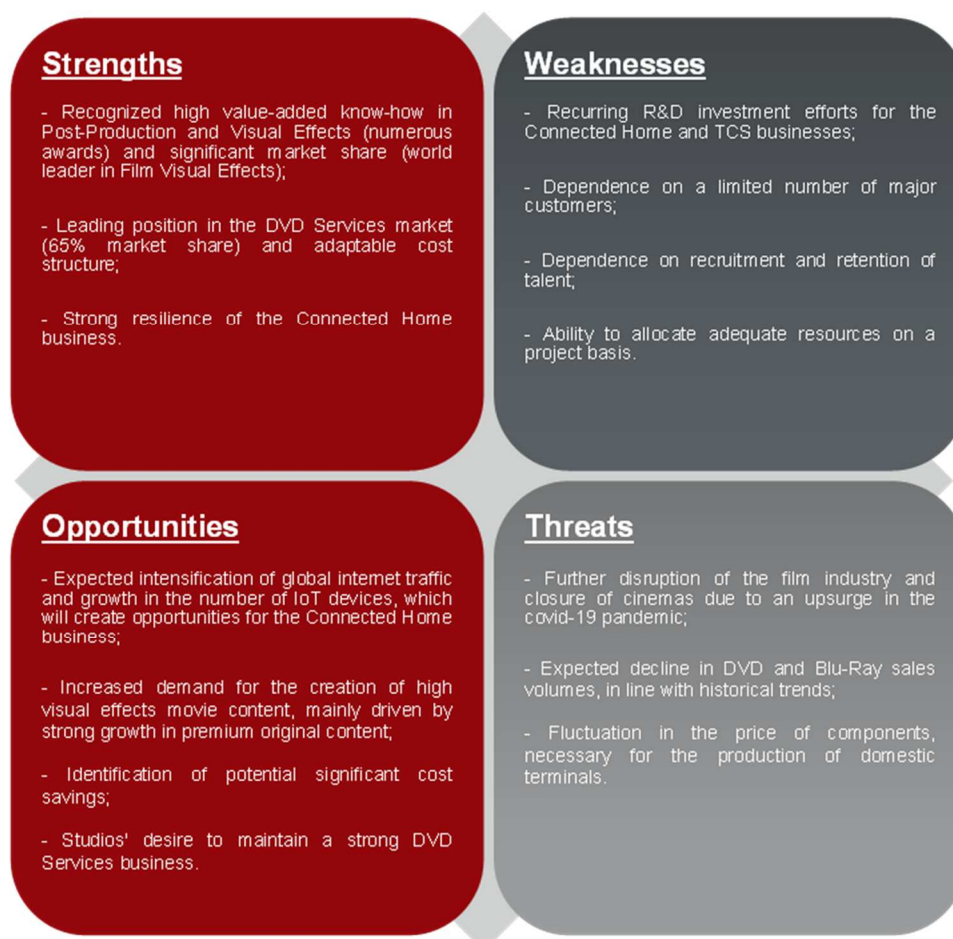 Strengths
- Recognized high value-added know-how in
Post-Production and Visual Effects (numerous
awards) and significant market share (world
leader in Film Visual Effects);
- Leading position in the DVD Services market
(65% market share) and adaptable cost
structure;
- Strong resilience of the Connected Home
business.
Weaknesses
- Recurring R&D investment efforts for the
Connected Home and TCS businesses;
- Dependence on a limited number of major
customers;
- Dependence on recruitment and retention of
talent;
- Ability to allocate adequate resources on a
project basis.
Opportunities
- Expected intensification of global internet traffic
and growth in the number of IoT devices, which
will create opportunities for the Connected Home
business;
- Increased demand for the creation of high
visual effects movie content, mainly driven by
strong growth in premium original content;
- Identification of potential significant cost
savings;
- Studios' desire to maintain a strong DVD
Services business.
Threats
- Further disruption of the film industry and
closure of cinemas due to an upsurge in the
covid-19 pandemic;
- Expected decline in DVD and Blu-Ray sales
volumes, in line with historical trends;
- Fluctuation in the price of components,
necessary for the production of domestic
terminals.